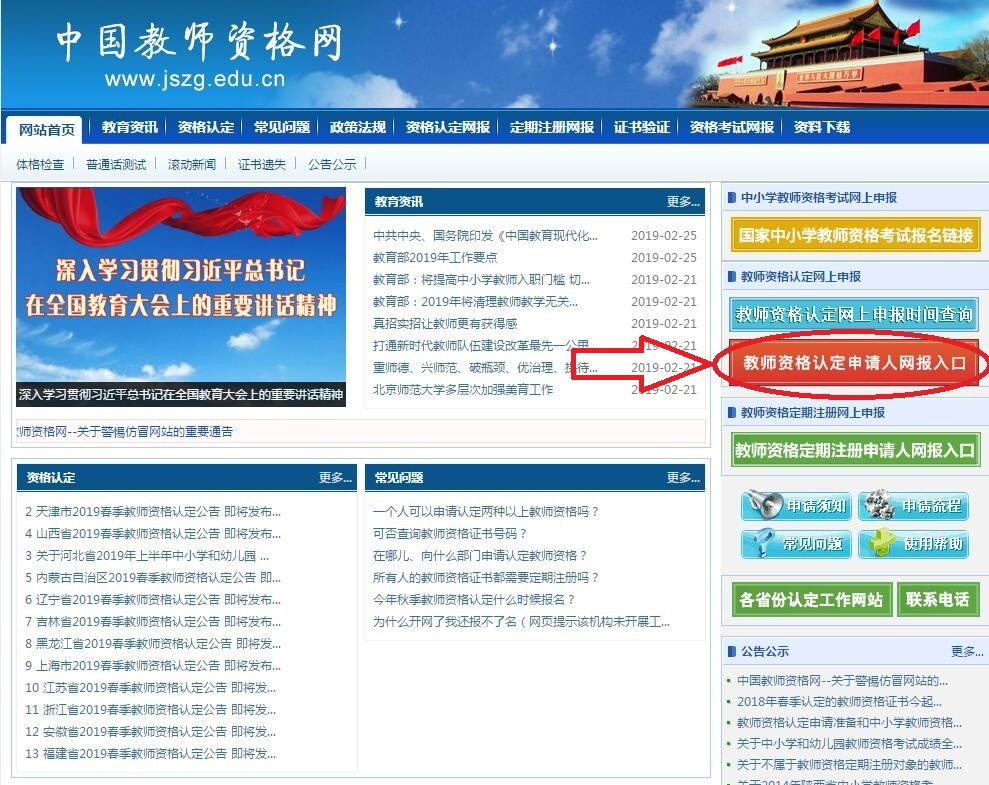 中国教师资格网
www.jszg.edu.cn
网站首页 教育资讯 资格认定 常见问题 政策法规 资格认定网报 定期注册网报 证书验证 资格考试网报 资料下载
体格检查 普通话测试 滚动新闻 证书遗失 公告公示
深入学习贯彻习近平总书记
在全国教育大会上的重要讲话精神
深入学习贯彻习近平总书记在全国教育大会上的重要讲话精神
教育资讯 更多...
中共中央、国务院印发《中国教育现代化... 2019-02-25
教育部2019年工作要点 2019-02-25
教育部：将提高中小学教师入职门槛 切... 2019-02-21
教育部：2019年将清理教师教学无关... 2019-02-21
真招实招让教师更有获得感 2019-02-21
打通新时代教师队伍建设改革最先一公里 02-21
重师德、兴师范、破瓶颈、优治理、提待... 2019-02-21
北京师范大学多层次加强美育工作 2019-02-21
师资格网--关于警惕仿冒网站的重要通告
资格认定 更多...
2 天津市2019春季教师资格认定公告 即将发布...
4 山西省2019春季教师资格认定公告 即将发布...
3 关于河北省2019年上半年中小学和幼儿园 ...
5 内蒙古自治区2019春季教师资格认定公告 即...
6 辽宁省2019春季教师资格认定公告 即将发布...
7 吉林省2019春季教师资格认定公告 即将发布...
8 黑龙江省2019春季教师资格认定公告 即将发...
9 上海市2019春季教师资格认定公告 即将发布...
10 江苏省2019春季教师资格认定公告 即将发...
11 浙江省2019春季教师资格认定公告 即将发...
12 安徽省2019春季教师资格认定公告 即将发...
13 福建省2019春季教师资格认定公告 即将发...
常见问题 更多...
一个人可以申请认定两种以上教师资格吗？
可否查询教师资格证书号码？
在哪儿、向什么部门申请认定教师资格？
所有人的教师资格证书都需要定期注册吗？
今年秋季教师资格认定什么时候报名？
为什么开网了我还报不了名（网页提示该机构未开展工...
中小学教师资格考试网上申报
国家中小学教师资格考试报名链接
教师资格认定网上申报
教师资格认定网上申报时间查询
教师资格认定申请人网报入口
教师资格定期注册网上申报
教师资格定期注册申请人网报入口
申请须知 申请流程
常见问题 使用帮助
各省份认定工作网站 联系电话
公告公示 更多...
中国教师资格网--关于警惕仿冒网站的...
2018年春季认定的教师资格证书今起...
教师资格认定申请准备和中小学教师资格...
关于中小学和幼儿园教师资格考试成绩全...
关于不属于教师资格定期注册对象的教师...